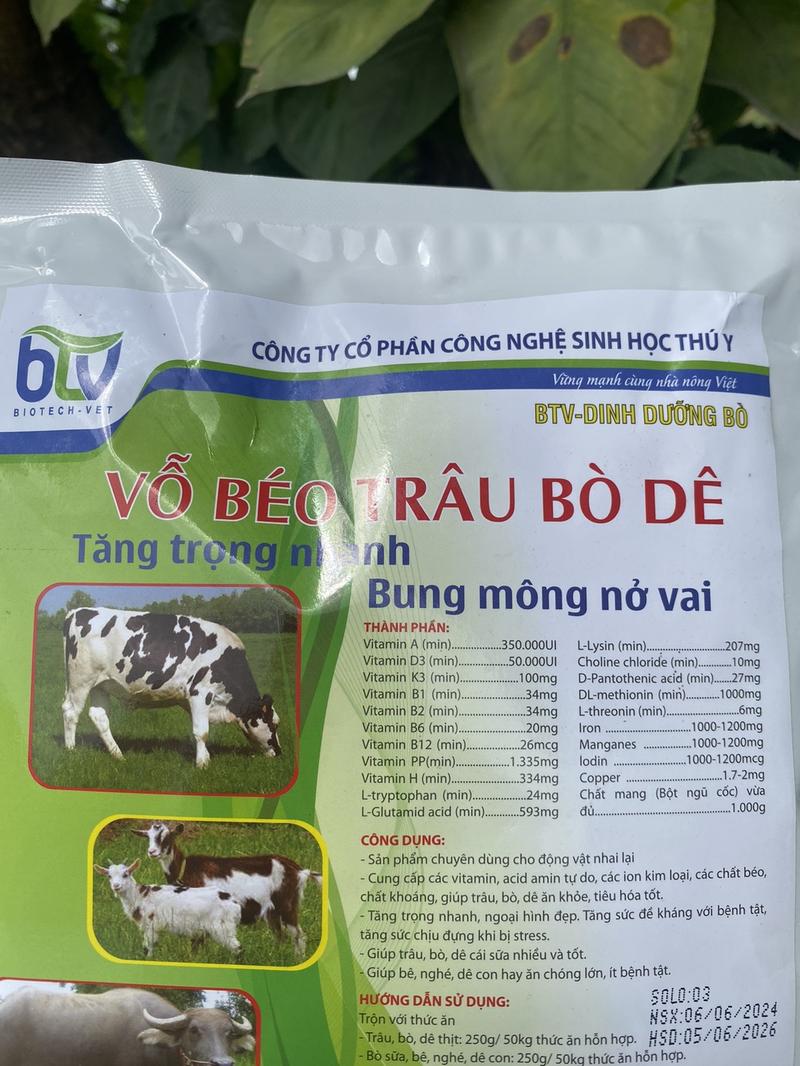 btv
BIOTECH-VET
CÔNG TY CỔ PHẦN CÔNG NGHỆ SINH HỌC THÚ Y
Vững mạnh cùng nhà nông Việt
BTV-DINH DƯỠNG BÒ
VỖ BÉO TRÂU BÒ DÊ
Tăng trọng nhanh
Bung mông nở vai
THÀNH PHẦN:
Vitamin A (min)..................350.000UI
Vitamin D3 (min)...................50.000UI
Vitamin K3 (min).....................100mg
Vitamin B1 (min).......................34mg
Vitamin B2 (min).......................34mg
Vitamin B6 (min).......................20mg
Vitamin B12 (min).....................26mcg
Vitamin PP(min)..................1.335mg
Vitamin H (min)......................334mg
L-tryptophan (min)...................24mg
L-Glutamid acid (min)..............593mg
L-Lysin (min)..........................207mg
Choline chloride (min)...........10mg
D-Pantothenic acid (min)......27mg
DL-methionin (min)...........1000mg
L-threonin (min)........................6mg
Iron ............................1000-1200mg
Manganes ..................1000-1200mg
Iodin ........................1000-1200mcg
Copper ................................1.7-2mg
Chất mang (Bột ngũ cốc) vừa
đủ.............................................1.000g
CÔNG DỤNG:
- Sản phẩm chuyên dùng cho động vật nhai lại
- Cung cấp các vitamin, acid amin tự do, các ion kim loại, các chất béo,
chất khoáng, giúp trâu, bò, dê ăn khỏe, tiêu hóa tốt.
- Tăng trọng nhanh, ngoại hình đẹp. Tăng sức đề kháng với bệnh tật,
tăng sức chịu đựng khi bị stress.
- Giúp trâu, bò, dê cái sữa nhiều và tốt.
- Giúp bê, nghé, dê con hay ăn chóng lớn, ít bệnh tật.
HƯỚNG DẪN SỬ DỤNG:
Trộn với thức ăn
- Trâu, bò, dê thịt: 250g/ 50kg thức ăn hỗn hợp.
- Bò sữa, bê, nghé, dê con: 250g/ 50kg thức ăn hỗn hợp.
SOLO:03
NSX:06/06/2024
HSD:05/06/2026